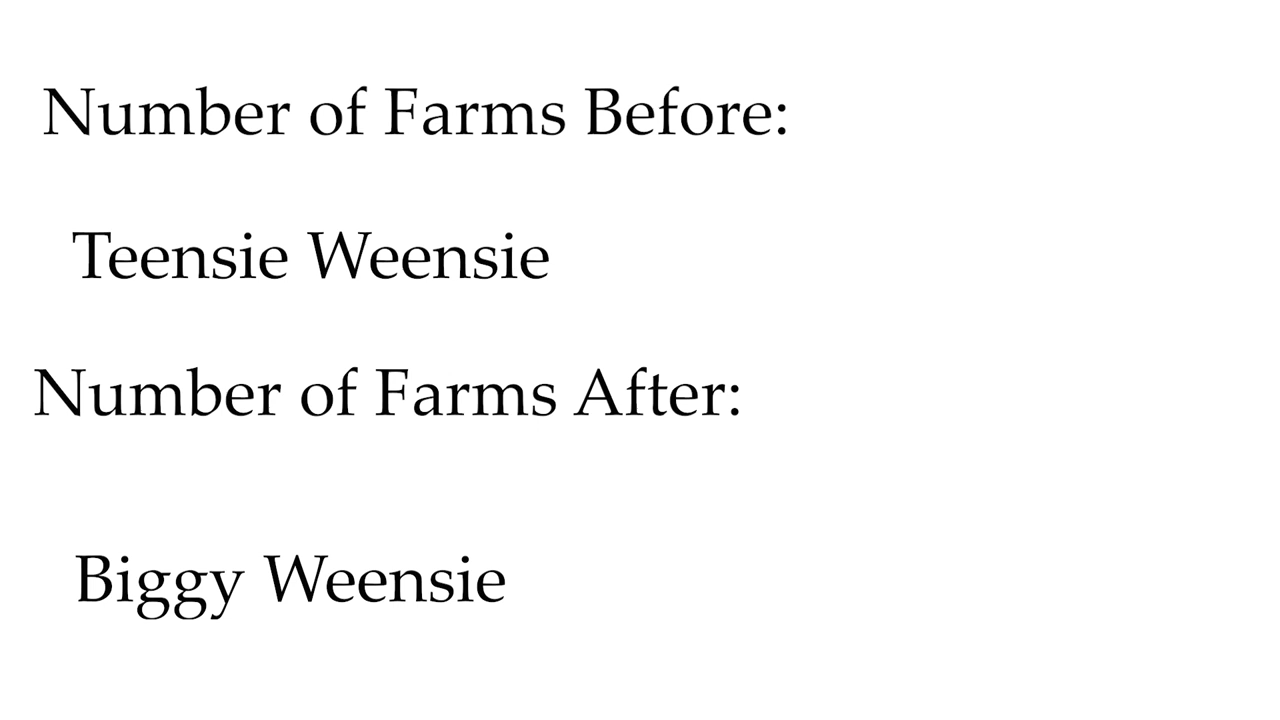 Number of Farms Before:
Teensie Weensie
Number of Farms After:
Biggy Weensie